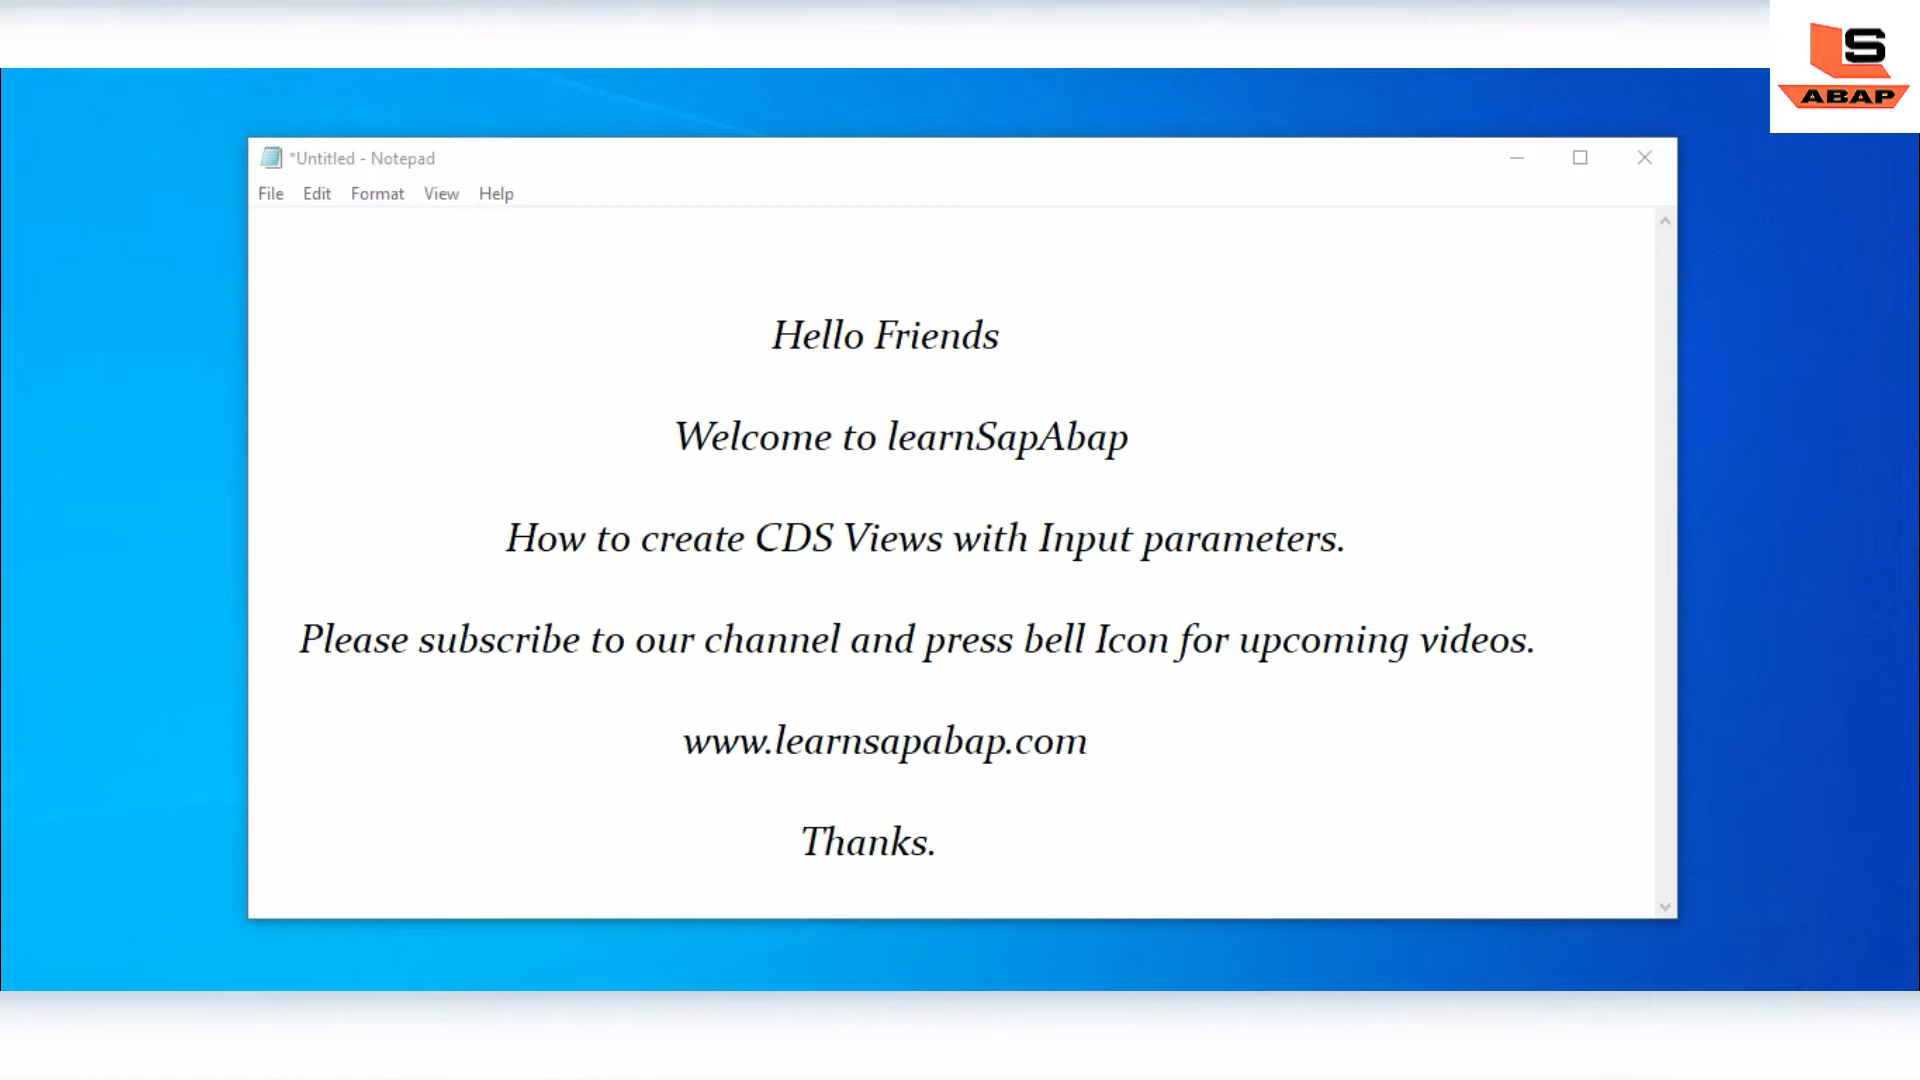 LS
ABAP
*Untitled - Notepad
File Edit Format View Help
Hello Friends
Welcome to learnSapAbap
How to create CDS Views with Input parameters.
Please subscribe to our channel and press bell Icon for upcoming videos.
www.learnsapabap.com
Thanks.